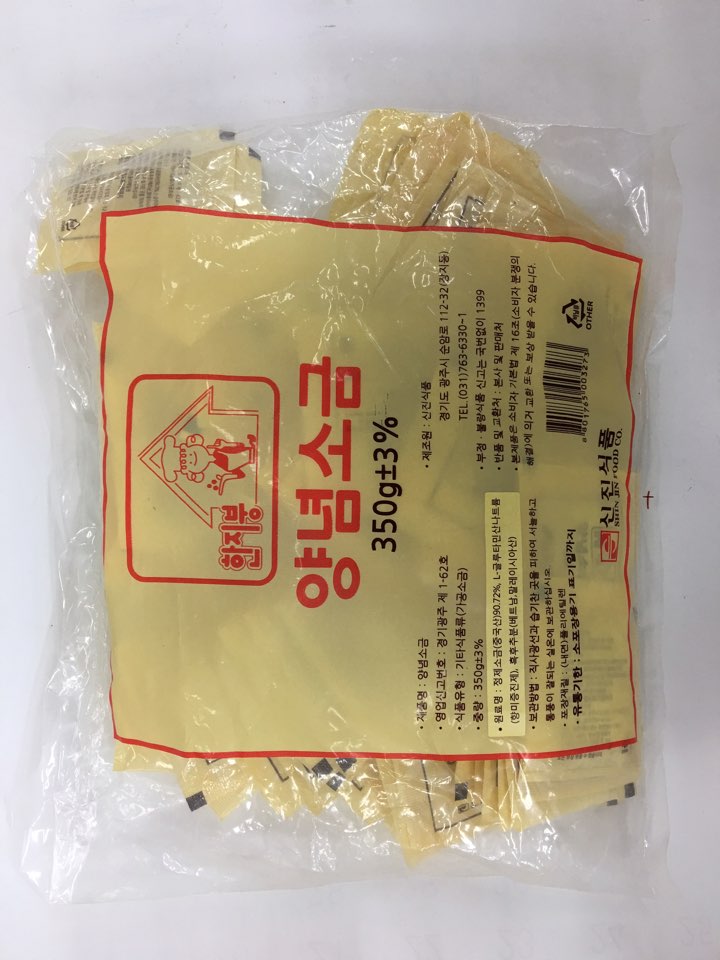 한지붕
양념소금
350g±3%
• 제품명 : 양념소금
• 영업신고번호 : 경기광주 제 1-62호
• 식품유형 : 기타식품류(가공소금)
• 중량 : 350g±3%
• 원료명 : 정제소금(중국산)90.72%, L-글루타민산나트륨
(향미증진제), 흑후추분(베트남,말레이시아산)
• 보관방법 : 직사광선과 습기찬 곳을 피하여 서늘하고
통풍이 잘되는 실온에 보관하십시오.
• 포장재질 : (내면)폴리에틸렌
• 유통기한 : 소포장용기 표기일까지
• 제조원 : 신진식품
경기도 광주시 순암로 112-32(장지동)
TEL.(031)763-6330~1
• 부정 · 불량식품 신고는 국번없이 1399
• 반품 및 교환처 : 본사 및 판매처
• 본제품은 소비자 기본법 제 16조(소비자 분쟁의
해결)에 의거 교환 또는 보상 받을 수 있습니다.
8 801765 003273
OTHER
신진식품
SHIN JIN FOOD CO.